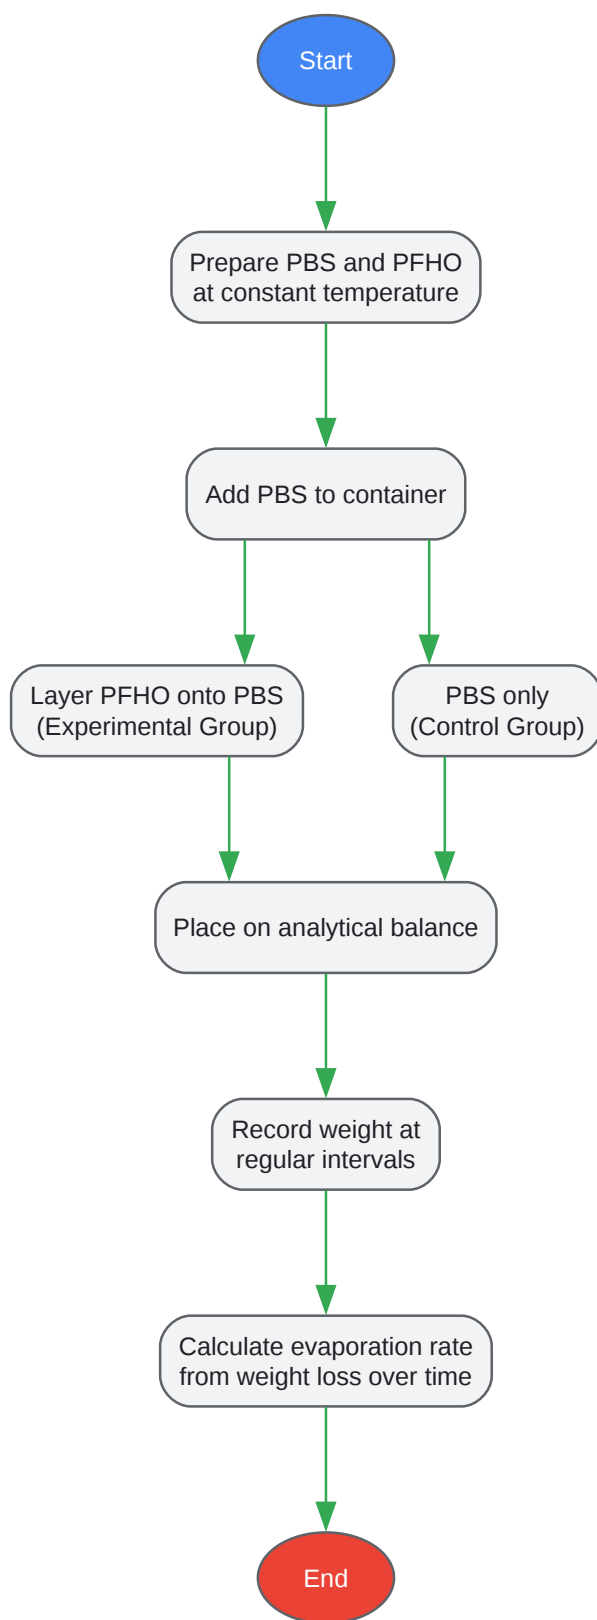 Start
Prepare PBS and PFHO
at constant temperature
Add PBS to container
Layer PFHO onto PBS
(Experimental Group)
PBS only
(Control Group)
Place on analytical balance
Record weight at
regular intervals
Calculate evaporation rate
from weight loss over time
End